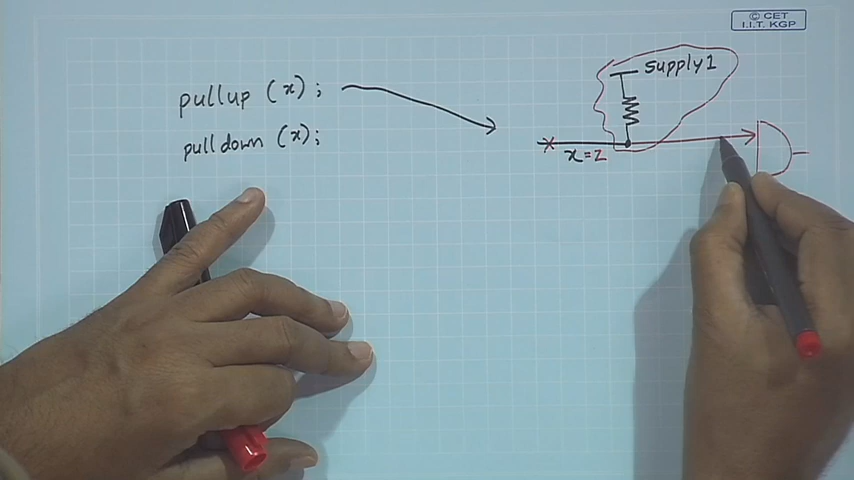 © CET
I.I.T. KGP
supply1
pullup (x);
pulldown (x);
x=Z